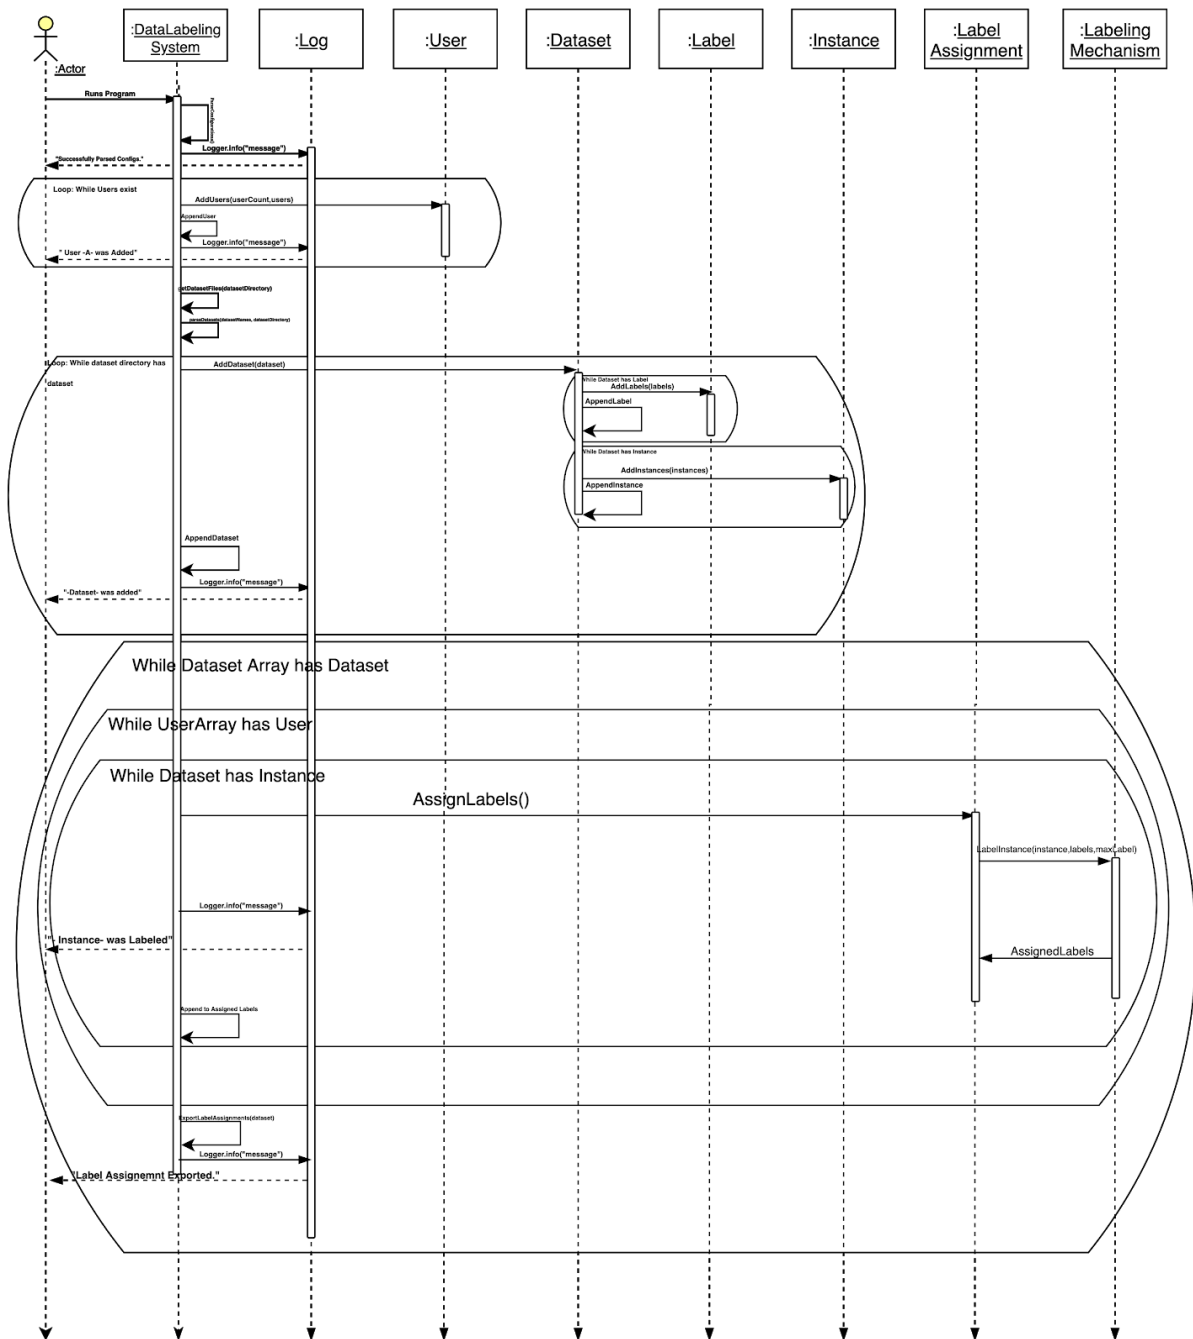 :DataLabeling
System
:Log
:User
:Dataset
:Label
:Instance
:Label
Assignment
:Labeling
Mechanism
:Actor
Runs Program
Logger.Info("message")
"Successfully Parsed Configs."
Loop: While Users exist
AddUsers(userCount,users)
AppendUser
Logger.info("message")
" User -A- was Added"
getDatasetFiles(datasetDirectory)
parseDatasets(datasetNames, datasetDirectory)
Loop: While dataset directory has
dataset
AddDataset(dataset)
While Dataset has Label
AddLabels(labels)
AppendLabel
While Dataset has Instance
AddInstances(instances)
AppendInstance
AppendDataset
Logger.info("message")
"-Dataset- was added"
While Dataset Array has Dataset
While UserArray has User
While Dataset has Instance
AssignLabels()
LabelInstance(instance,labels,maxLabel)
Logger.info("message")
"- Instance- was Labeled"
AssignedLabels
Append to Assigned Labels
ExportLabelAssignments(dataset)
Logger.info("message")
"Label Assignemnt Exported."